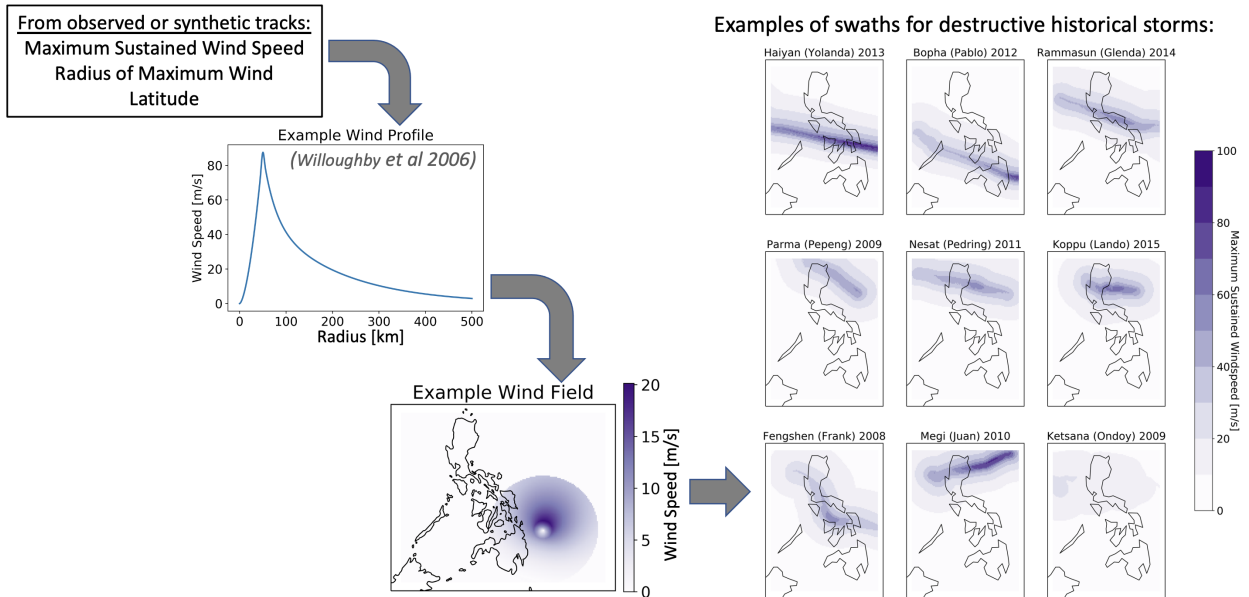 From observed or synthetic tracks:
Maximum Sustained Wind Speed
Radius of Maximum Wind
Latitude
Example Wind Profile
(Willoughby et al 2006)
Wind Speed [m/s]
80
60
40
20
0
0 100 200 300 400 500
Radius [km]
Example Wind Field
20
15
10
5
0
Wind Speed [m/s]
Examples of swaths for destructive historical storms:
Haiyan (Yolanda) 2013
Bopha (Pablo) 2012
Rammasun (Glenda) 2014
Parma (Pepeng) 2009
Nesat (Pedring) 2011
Koppu (Lando) 2015
Fengshen (Frank) 2008
Megi (Juan) 2010
Ketsana (Ondoy) 2009
100
80
60
40
20
0
Maximum Sustained Windspeed [m/s]